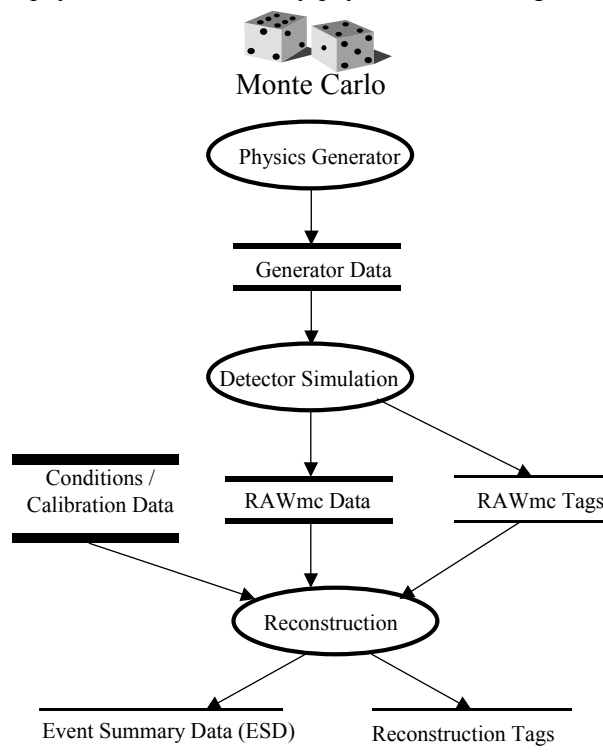 Monte Carlo
Physics Generator
Generator Data
Detector Simulation
Conditions /
Calibration Data
RAWmc Data
RAWmc Tags
Reconstruction
Event Summary Data (ESD)
Reconstruction Tags